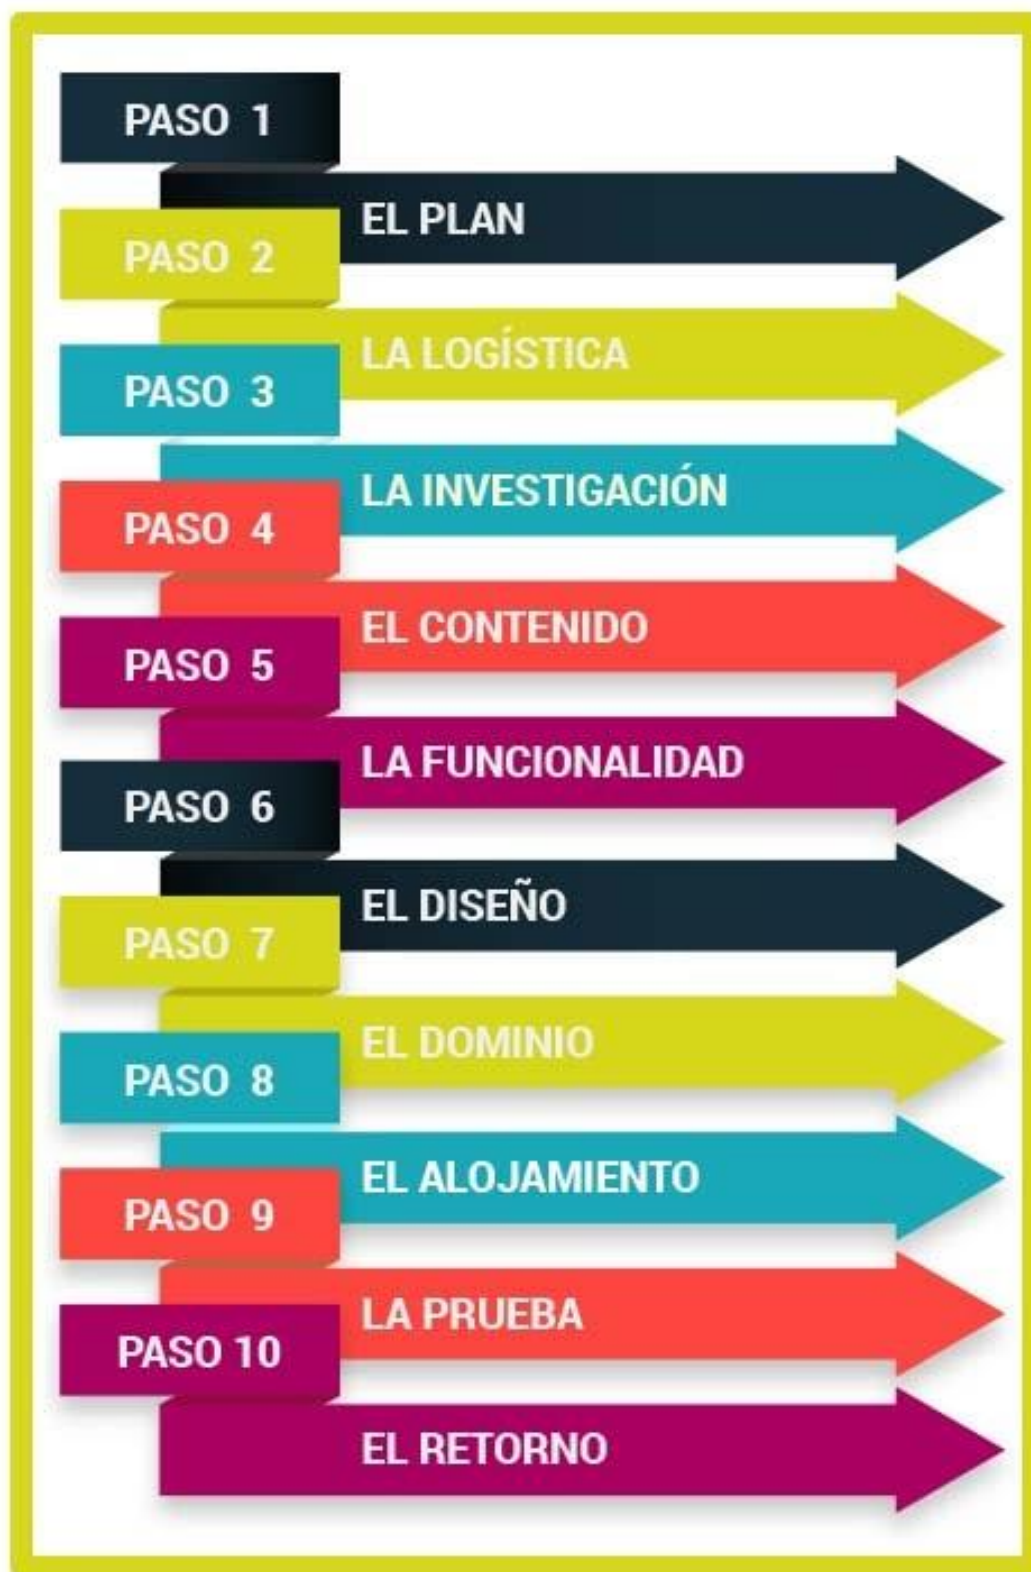 PASO 1
EL PLAN
PASO 2
LA LOGÍSTICA
PASO 3
LA INVESTIGACIÓN
PASO 4
EL CONTENIDO
PASO 5
LA FUNCIONALIDAD
PASO 6
EL DISEÑO
PASO 7
EL DOMINIO
PASO 8
EL ALOJAMIENTO
PASO 9
LA PRUEBA
PASO 10
EL RETORNO